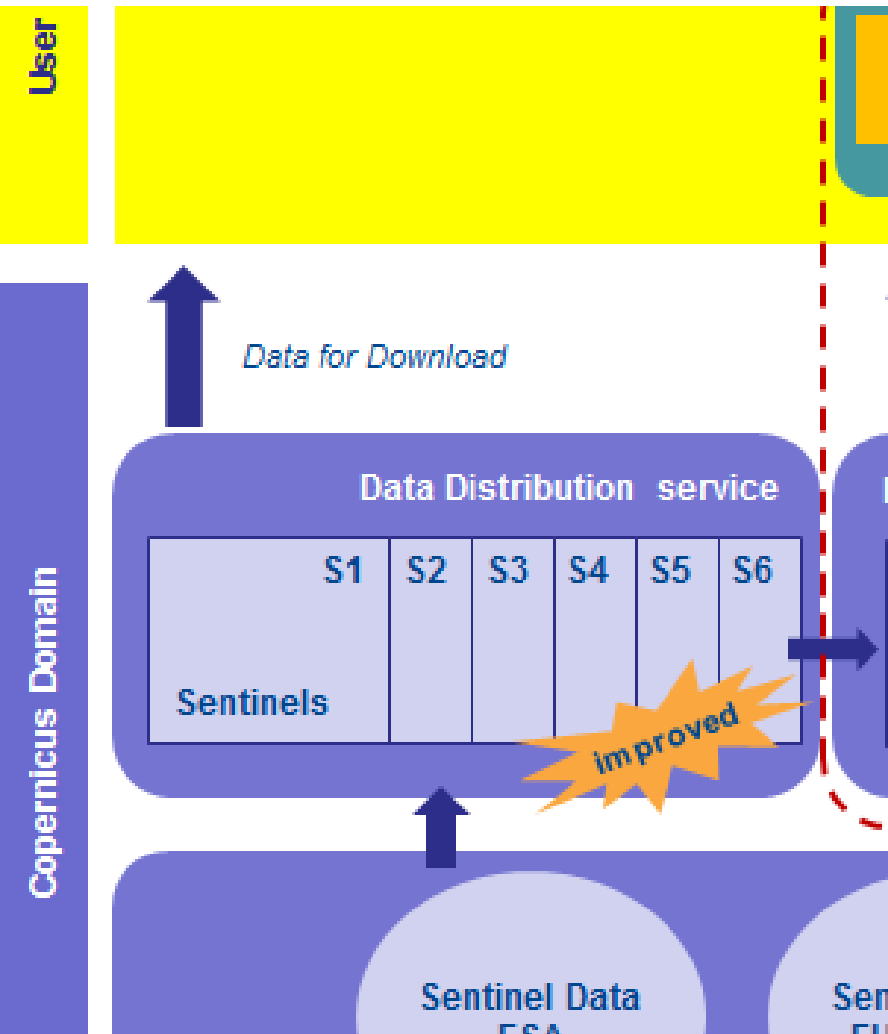 User
Data for Download
Data Distribution service
S1 S2 S3 S4 S5 S6
Sentinels
improved
Copernicus Domain
Sentinel Data
ESA